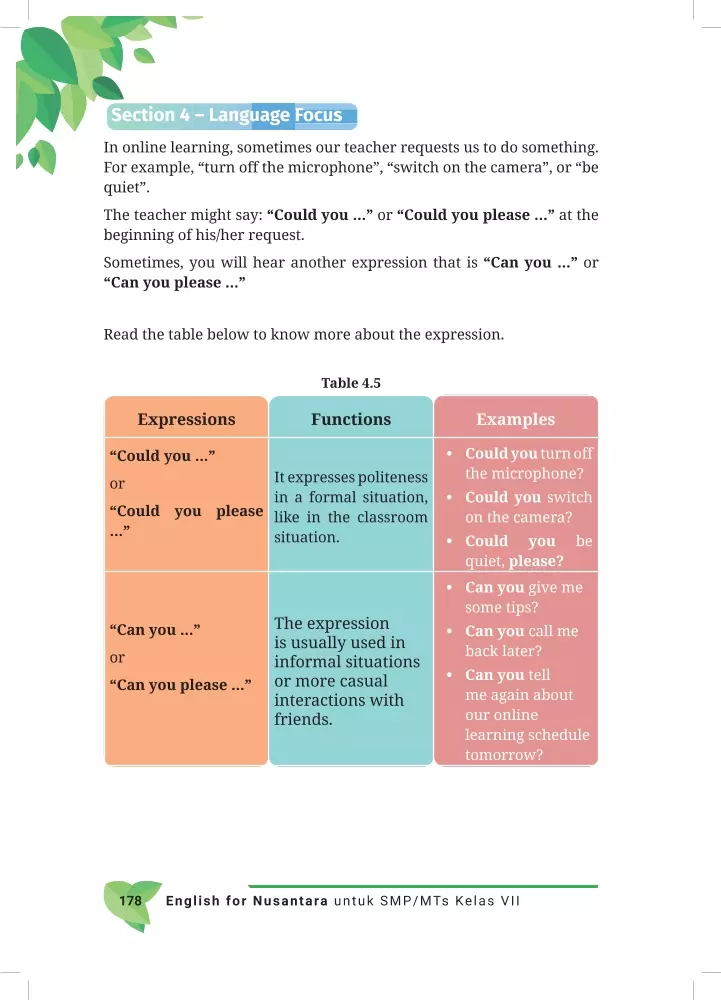 Section 4 – Language Focus
In online learning, sometimes our teacher requests us to do something.
For example, “turn off the microphone”, “switch on the camera”, or “be
quiet”.
The teacher might say: “Could you ...” or “Could you please ...” at the
beginning of his/her request.
Sometimes, you will hear another expression that is “Can you ...” or
“Can you please ...”
Read the table below to know more about the expression.
Table 4.5
Expressions
Functions
Examples
“Could you ...”
or
“Could you please
...”
It expresses politeness
in a formal situation,
like in the classroom
situation.
• Could you turn off
the microphone?
• Could you switch
on the camera?
• Could you be
quiet, please?
“Can you ...”
or
“Can you please ...”
The expression
is usually used in
informal situations
or more casual
interactions with
friends.
• Can you give me
some tips?
• Can you call me
back later?
• Can you tell
me again about
our online
learning schedule
tomorrow?
178 English for Nusantara untuk SMP/MTs Kelas VII